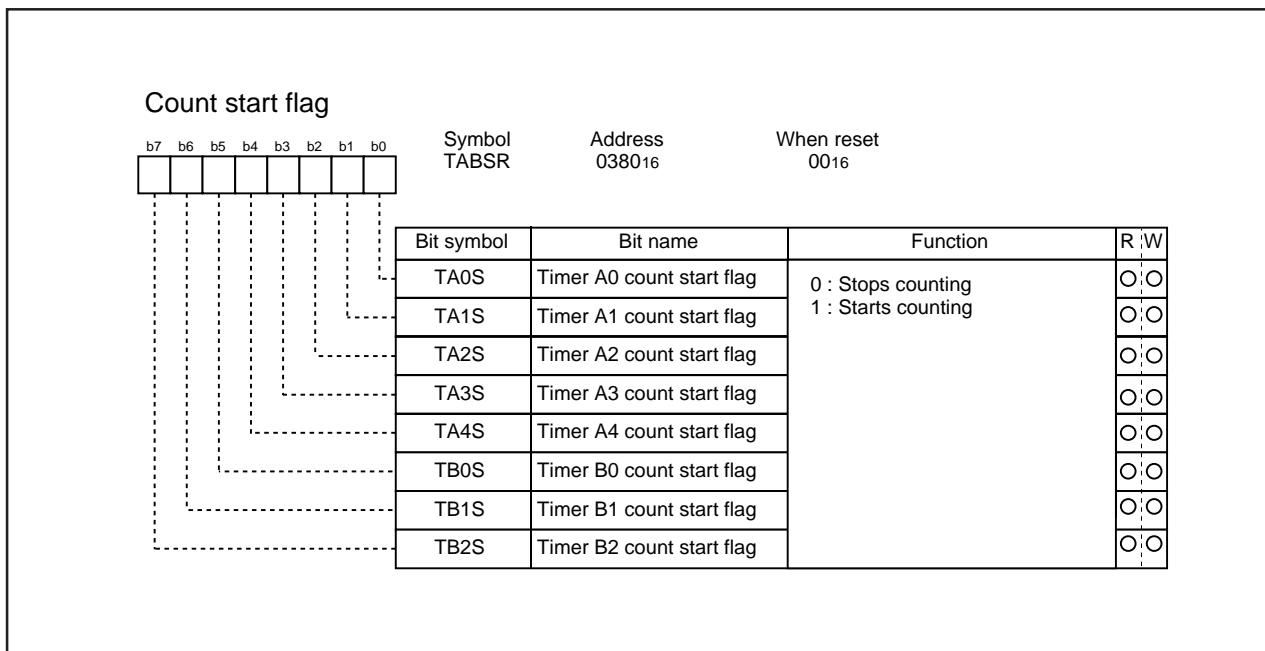 Count start flag
b7 b6 b5 b4 b3 b2 b1 b0
Symbol Address When reset
TABSR 038016 0016
Bit symbol Bit name Function R W
TA0S Timer A0 count start flag 0 : Stops counting
1 : Starts counting
TA1S Timer A1 count start flag
TA2S Timer A2 count start flag
TA3S Timer A3 count start flag
TA4S Timer A4 count start flag
TB0S Timer B0 count start flag
TB1S Timer B1 count start flag
TB2S Timer B2 count start flag